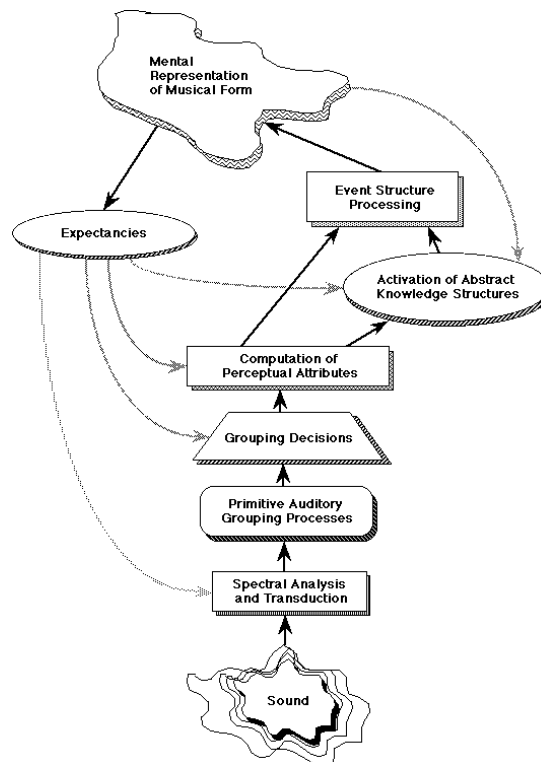 Mental
Representation
of Musical Form
Event Structure
Processing
Expectancies
Activation of Abstract
Knowledge Structures
Computation of
Perceptual Attributes
Grouping Decisions
Primitive Auditory
Grouping Processes
Spectral Analysis
and Transduction
Sound